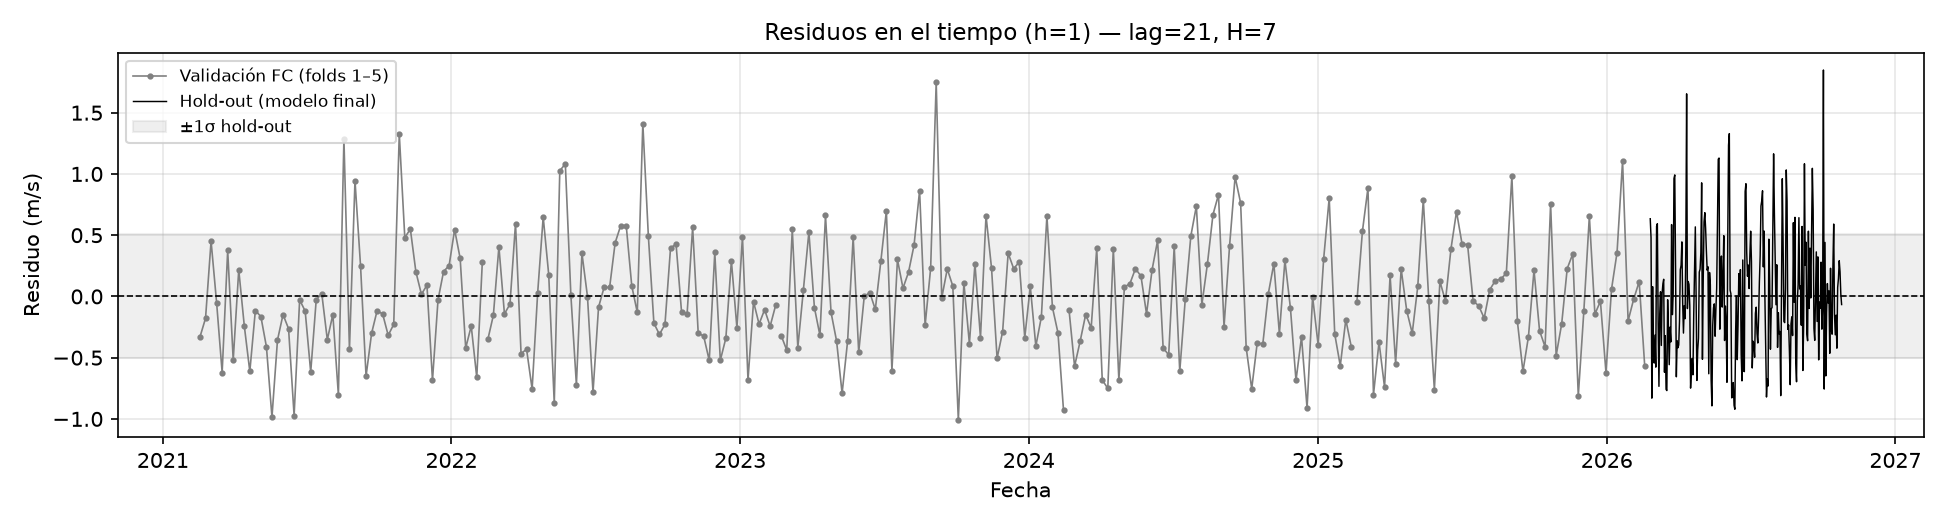 Residuos en el tiempo (h=1) — lag=21, H=7
Validación FC (folds 1–5)
Hold-out (modelo final)
±1σ hold-out
Residuo (m/s)
1.5
1.0
0.5
0.0
−0.5
−1.0
2021 2022 2023 2024 2025 2026 2027
Fecha